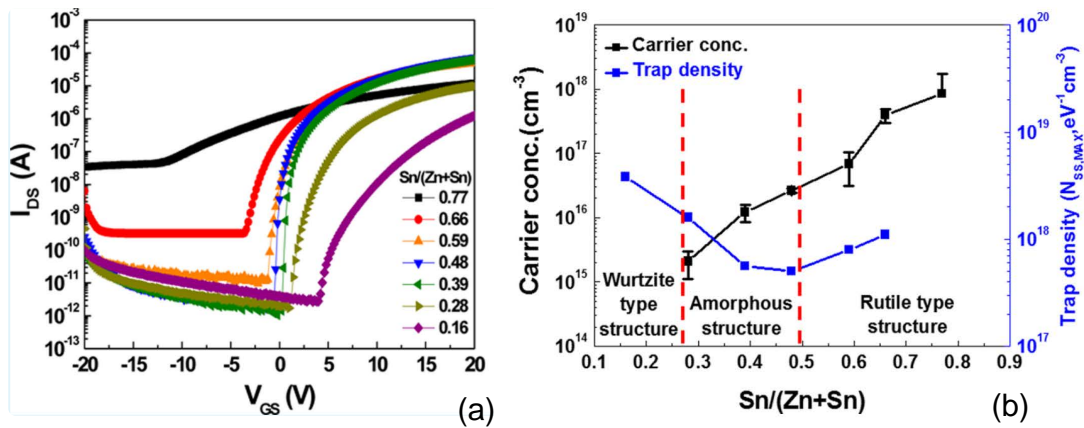 10⁻³
10⁻⁴
10⁻⁵
10⁻⁶
10⁻⁷
10⁻⁸
10⁻⁹
10⁻¹⁰
10⁻¹¹
10⁻¹²
I_DS (A)
-20 -15 -10 -5 0 5 10 15 20
V_GS (V)
Sn/(Zn+Sn)
0.77
0.66
0.59
0.48
0.39
0.28
0.16
(a)
10¹⁹
10¹⁸
10¹⁷
10¹⁶
10¹⁵
10¹⁴
Carrier conc.(cm⁻³)
Carrier conc.
Trap density
Wurtzite
type
structure
Amorphous
structure
Rutile type
structure
0.1 0.2 0.3 0.4 0.5 0.6 0.7 0.8 0.9
Sn/(Zn+Sn)
10²⁰
10¹⁹
10¹⁸
10¹⁷
Trap density (N_SS,MAX,eV⁻¹cm⁻³)
(b)